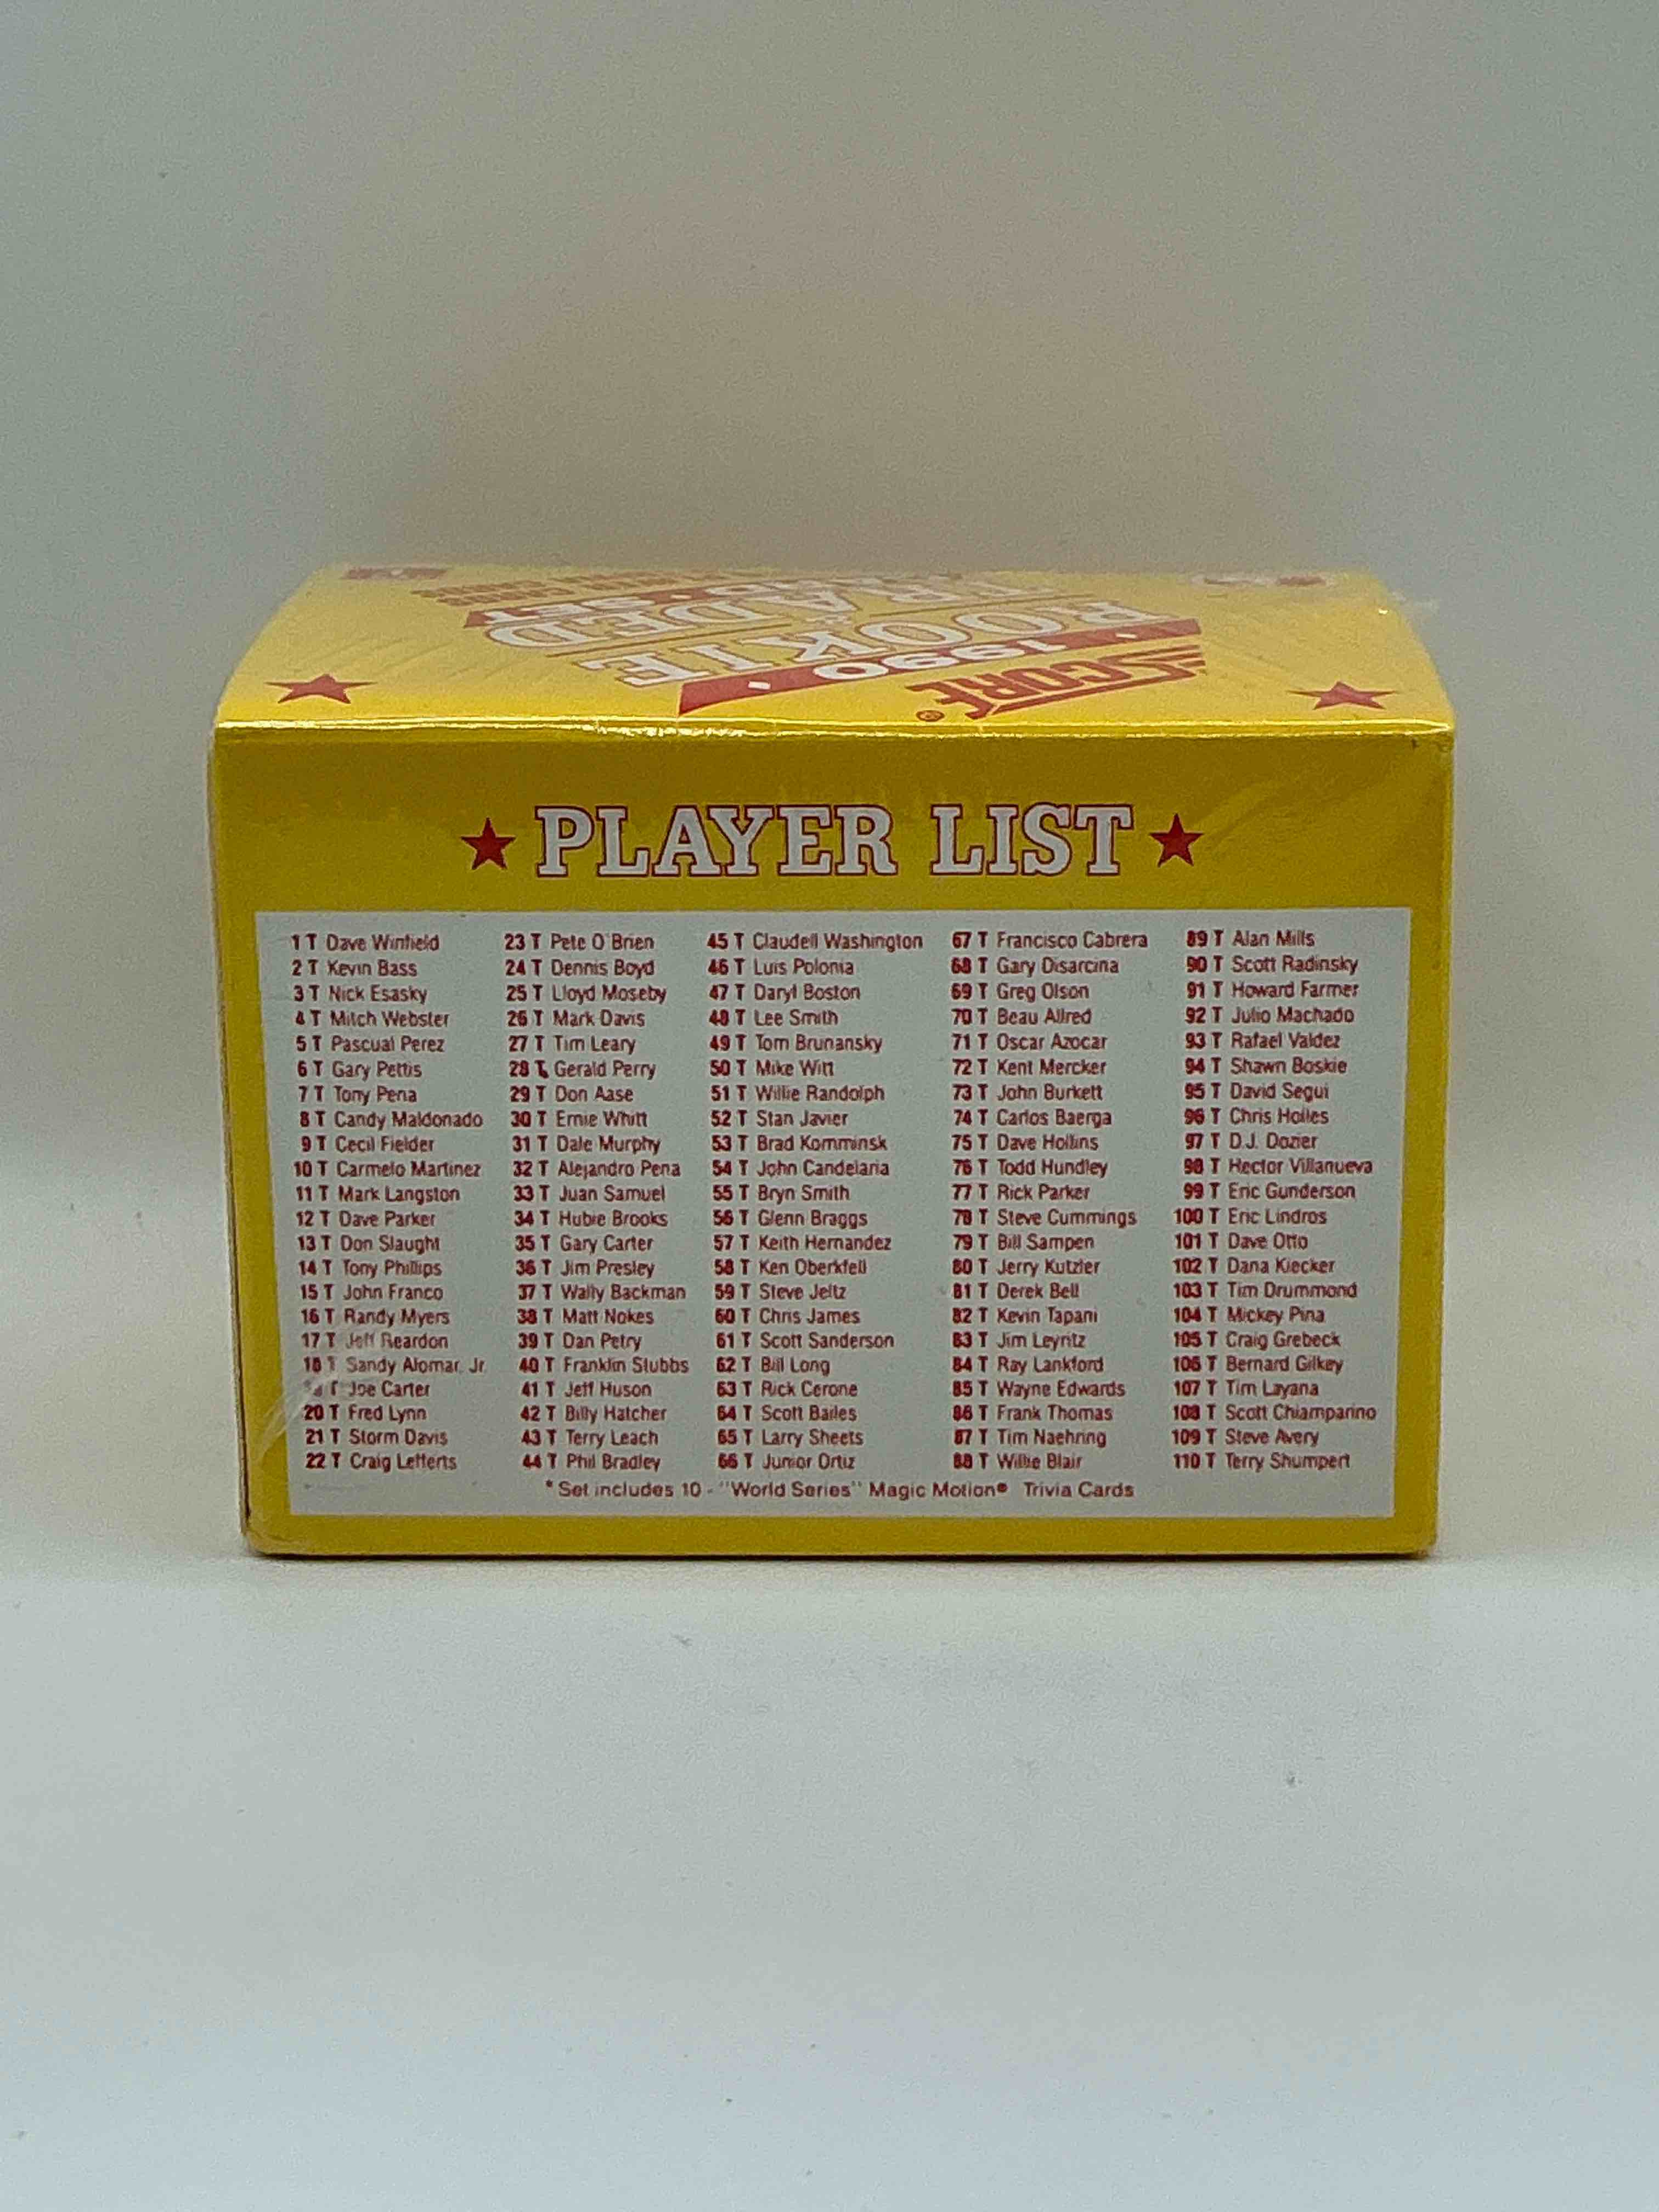 SCORE®
1990
ROOKIE
&
TRADED
SET
★ PLAYER LIST ★
1 T Dave Winfield
2 T Kevin Bass
3 T Nick Esasky
4 T Mitch Webster
5 T Pascual Perez
6 T Gary Pettis
7 T Tony Pena
8 T Candy Maldonado
9 T Cecil Fielder
10 T Carmelo Martinez
11 T Mark Langston
12 T Dave Parker
13 T Don Slaught
14 T Tony Phillips
15 T John Franco
16 T Randy Myers
17 T Jeff Reardon
18 T Sandy Alomar, Jr.
T Joe Carter
20 T Fred Lynn
21 T Storm Davis
22 T Craig Lefferts
23 T Pete O'Brien
24 T Dennis Boyd
25 T Lloyd Moseby
26 T Mark Davis
27 T Tim Leary
28 T Gerald Perry
29 T Don Aase
30 T Ernie Whitt
31 T Dale Murphy
32 T Alejandro Pena
33 T Juan Samuel
34 T Hubie Brooks
35 T Gary Carter
36 T Jim Presley
37 T Wally Backman
38 T Matt Nokes
39 T Dan Petry
40 T Franklin Stubbs
41 T Jeff Huson
42 T Billy Hatcher
43 T Terry Leach
44 T Phil Bradley
45 T Claudell Washington
46 T Luis Polonia
47 T Daryl Boston
48 T Lee Smith
49 T Tom Brunansky
50 T Mike Witt
51 T Willie Randolph
52 T Stan Javier
53 T Brad Komminsk
54 T John Candelaria
55 T Bryn Smith
56 T Glenn Braggs
57 T Keith Hernandez
58 T Ken Oberkfell
59 T Steve Jeltz
60 T Chris James
61 T Scott Sanderson
62 T Bill Long
63 T Rick Cerone
64 T Scott Bailes
65 T Larry Sheets
66 T Junior Ortiz
67 T Francisco Cabrera
68 T Gary Disarcina
69 T Greg Olson
70 T Beau Allred
71 T Oscar Azocar
72 T Kent Mercker
73 T John Burkett
74 T Carlos Baerga
75 T Dave Hollins
76 T Todd Hundley
77 T Rick Parker
78 T Steve Cummings
79 T Bill Sampen
80 T Jerry Kutzler
81 T Derek Bell
82 T Kevin Tapani
83 T Jim Leyritz
84 T Ray Lankford
85 T Wayne Edwards
86 T Frank Thomas
87 T Tim Naehring
88 T Willie Blair
89 T Alan Mills
90 T Scott Radinsky
91 T Howard Farmer
92 T Julio Machado
93 T Rafael Valdez
94 T Shawn Boskie
95 T David Segui
96 T Chris Hoiles
97 T D.J. Dozier
98 T Hector Villanueva
99 T Eric Gunderson
100 T Eric Lindros
101 T Dave Otto
102 T Dana Kiecker
103 T Tim Drummond
104 T Mickey Pina
105 T Craig Grebeck
106 T Bernard Gilkey
107 T Tim Layana
108 T Scott Chiamparino
109 T Steve Avery
110 T Terry Shumpert
* Set includes 10 - "World Series" Magic Motion® Trivia Cards